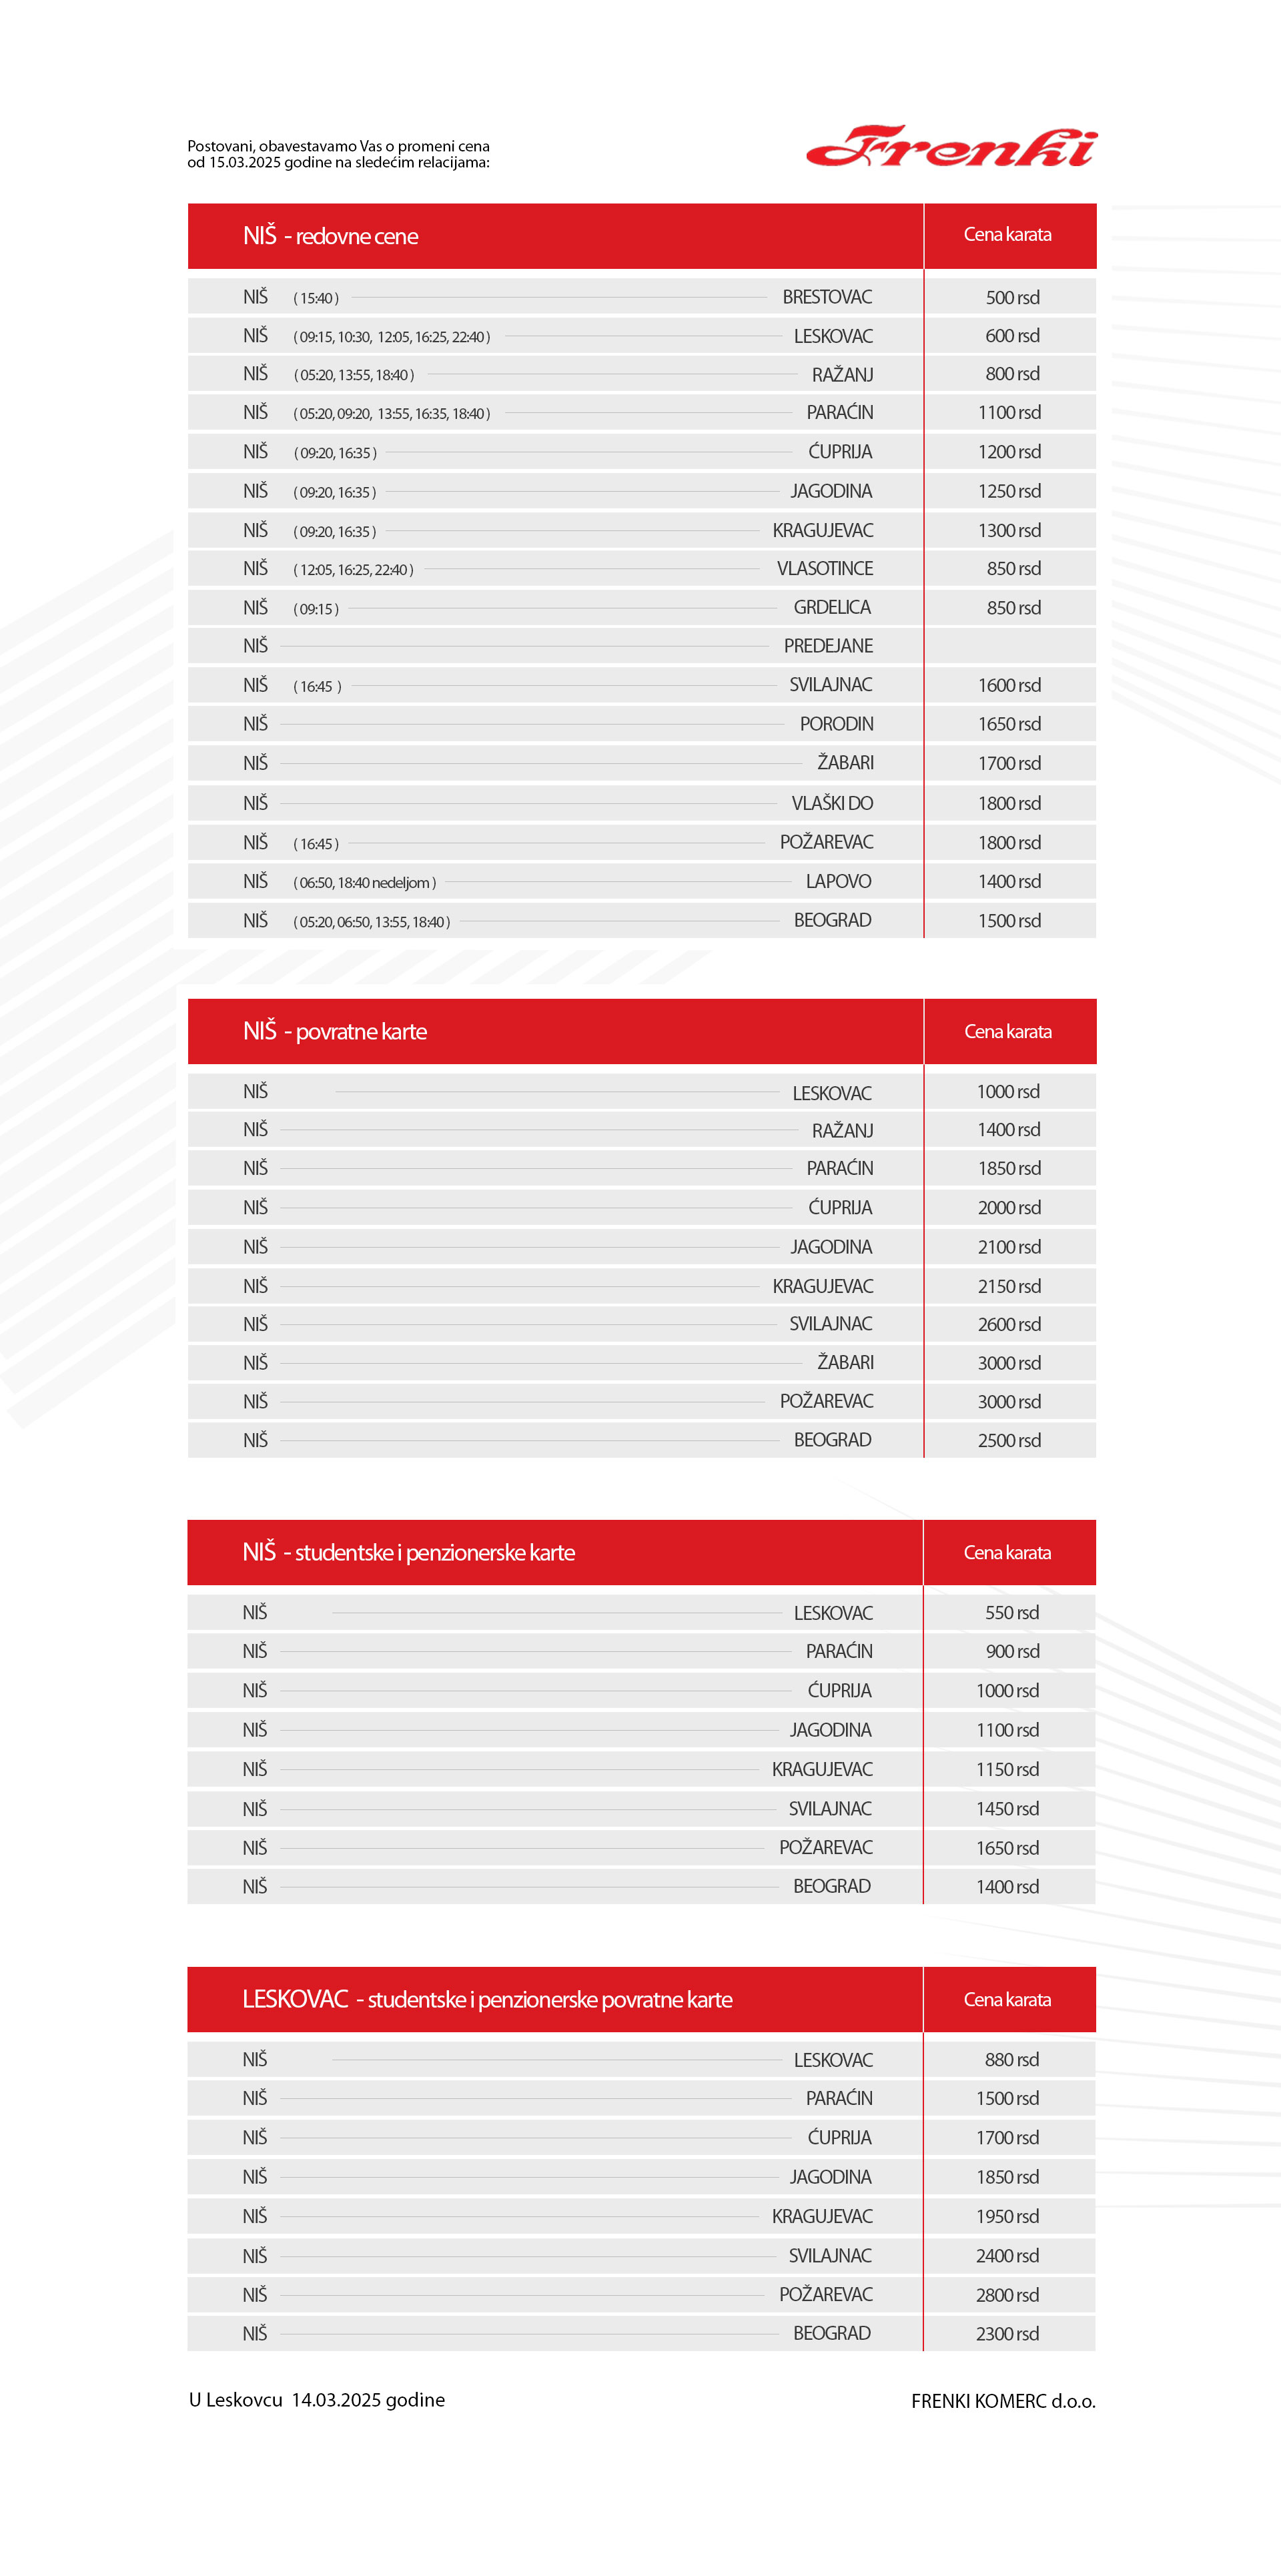 Postovani, obavestavamo Vas o promeni cena
od 15.03.2025 godine na sledećim relacijama:
Frenki
NIŠ - redovne cene Cena karata
NIŠ ( 15:40 ) BRESTOVAC 500 rsd
NIŠ ( 09:15, 10:30, 12:05, 16:25, 22:40 ) LESKOVAC 600 rsd
NIŠ ( 05:20, 13:55, 18:40 ) RAŽANJ 800 rsd
NIŠ ( 05:20, 09:20, 13:55, 16:35, 18:40 ) PARAĆIN 1100 rsd
NIŠ ( 09:20, 16:35 ) ĆUPRIJA 1200 rsd
NIŠ ( 09:20, 16:35 ) JAGODINA 1250 rsd
NIŠ ( 09:20, 16:35 ) KRAGUJEVAC 1300 rsd
NIŠ ( 12:05, 16:25, 22:40 ) VLASOTINCE 850 rsd
NIŠ ( 09:15 ) GRDELICA 850 rsd
NIŠ PREDEJANE
NIŠ ( 16:45 ) SVILAJNAC 1600 rsd
NIŠ PORODIN 1650 rsd
NIŠ ŽABARI 1700 rsd
NIŠ VLAŠKI DO 1800 rsd
NIŠ ( 16:45 ) POŽAREVAC 1800 rsd
NIŠ ( 06:50, 18:40 nedeljom ) LAPOVO 1400 rsd
NIŠ ( 05:20, 06:50, 13:55, 18:40 ) BEOGRAD 1500 rsd
NIŠ - povratne karte Cena karata
NIŠ LESKOVAC 1000 rsd
NIŠ RAŽANJ 1400 rsd
NIŠ PARAĆIN 1850 rsd
NIŠ ĆUPRIJA 2000 rsd
NIŠ JAGODINA 2100 rsd
NIŠ KRAGUJEVAC 2150 rsd
NIŠ SVILAJNAC 2600 rsd
NIŠ ŽABARI 3000 rsd
NIŠ POŽAREVAC 3000 rsd
NIŠ BEOGRAD 2500 rsd
NIŠ - studentske i penzionerske karte Cena karata
NIŠ LESKOVAC 550 rsd
NIŠ PARAĆIN 900 rsd
NIŠ ĆUPRIJA 1000 rsd
NIŠ JAGODINA 1100 rsd
NIŠ KRAGUJEVAC 1150 rsd
NIŠ SVILAJNAC 1450 rsd
NIŠ POŽAREVAC 1650 rsd
NIŠ BEOGRAD 1400 rsd
LESKOVAC - studentske i penzionerske povratne karte Cena karata
NIŠ LESKOVAC 880 rsd
NIŠ PARAĆIN 1500 rsd
NIŠ ĆUPRIJA 1700 rsd
NIŠ JAGODINA 1850 rsd
NIŠ KRAGUJEVAC 1950 rsd
NIŠ SVILAJNAC 2400 rsd
NIŠ POŽAREVAC 2800 rsd
NIŠ BEOGRAD 2300 rsd
U Leskovcu 14.03.2025 godine FRENKI KOMERC d.o.o.